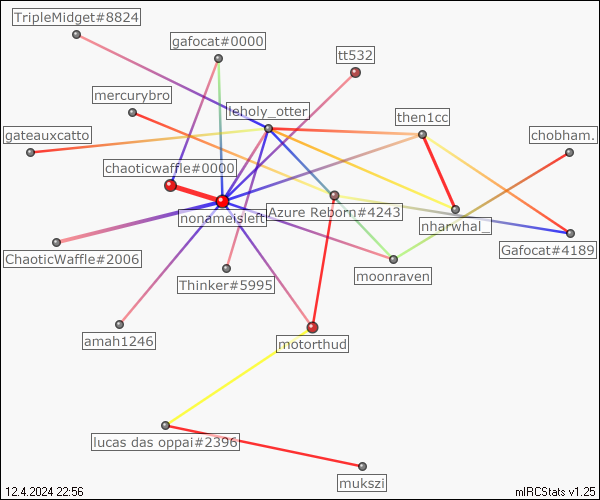 TripleMidget#8824
gafocat#0000
tt532
mercurybro
leholy_otter
then1cc
gateauxcatto
chobham.
chaoticwaffle#0000
nonameisleft
Azure Reborn#4243
nharwhal_
Gafocat#4189
ChaoticWaffle#2006
Thinker#5995
moonraven
amah1246
motorthud
lucas das oppai#2396
mukszi
12.4.2024 22:56
mIRCStats v1.25